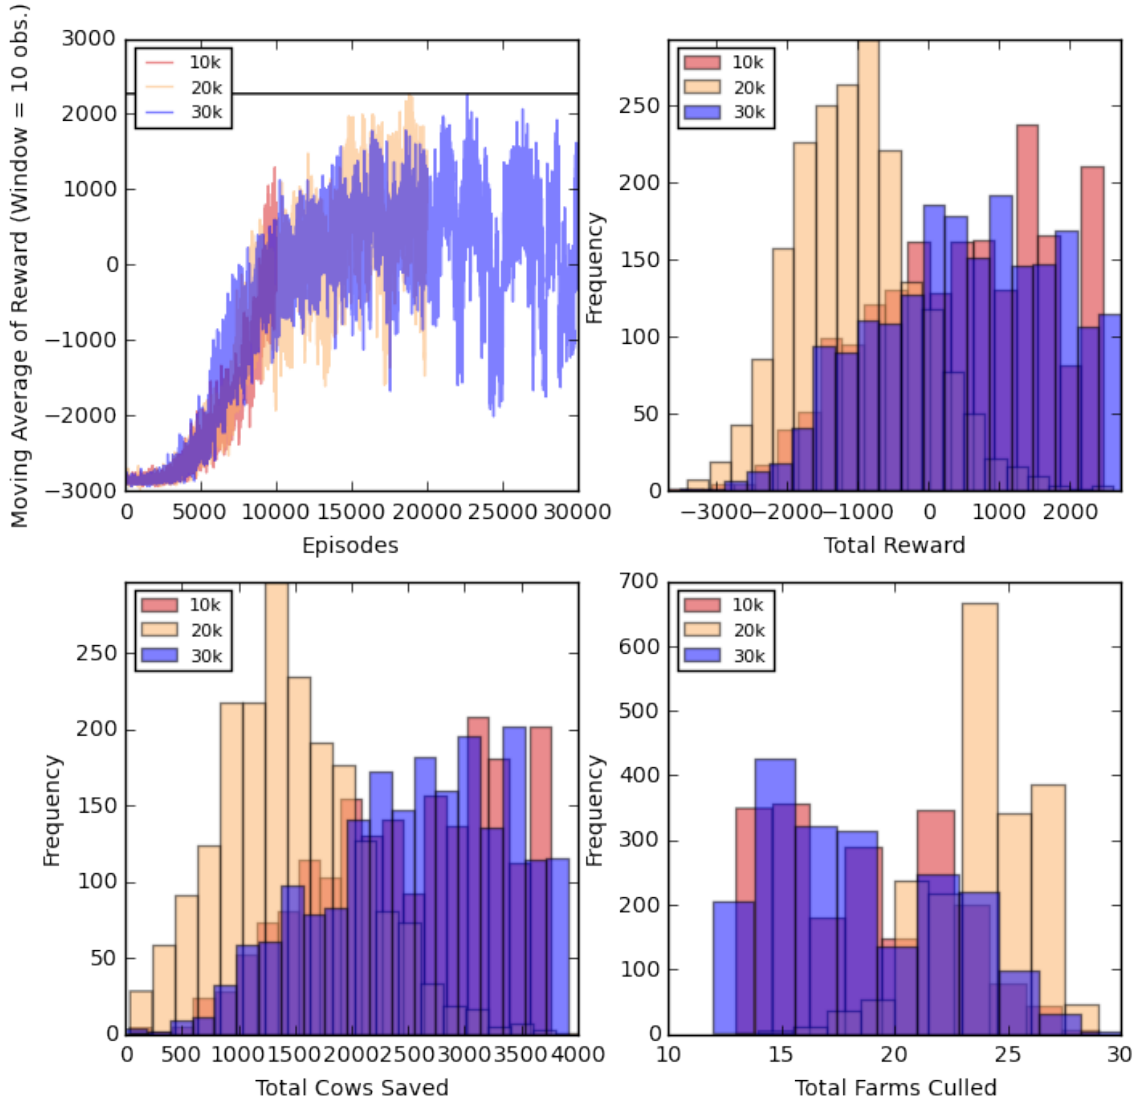 Moving Average of Reward (Window = 10 obs.)
3000
2000
1000
0
−1000
−2000
−3000
10k
20k
30k
0 5000 10000 15000 20000 25000 30000
Episodes
Frequency
250
200
150
100
50
0
10k
20k
30k
−3000 −2000 −1000 0 1000 2000
Total Reward
Frequency
250
200
150
100
50
0
10k
20k
30k
0 500 1000 1500 2000 2500 3000 3500 4000
Total Cows Saved
Frequency
700
600
500
400
300
200
100
0
10k
20k
30k
10 15 20 25 30
Total Farms Culled